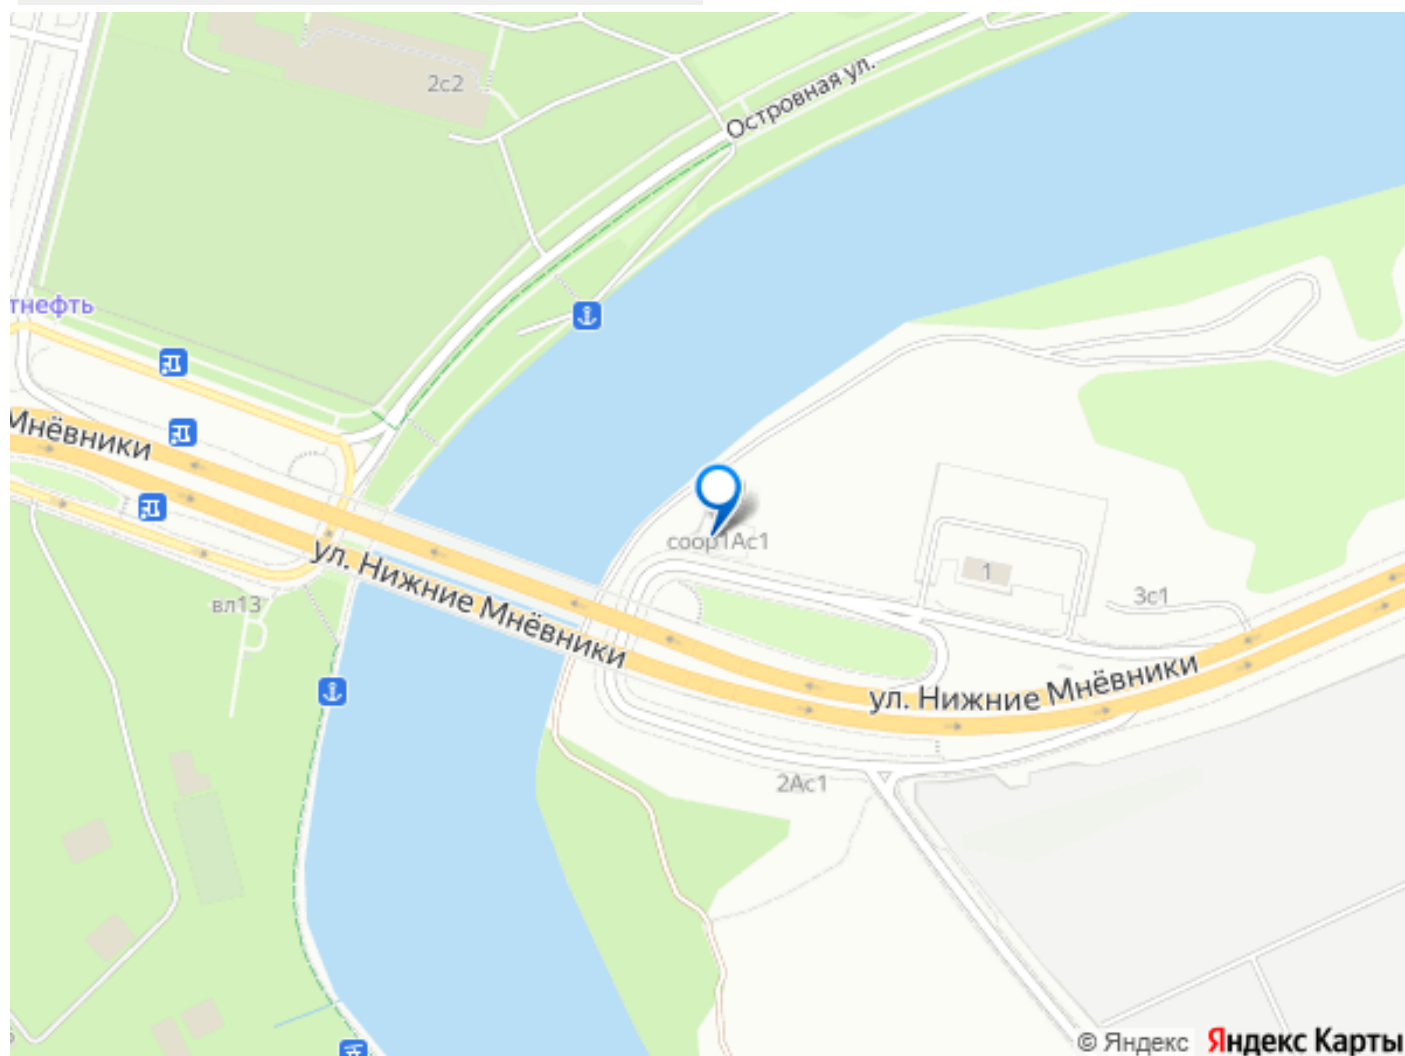 2с2
Островная ул.
тнефть
Мнёвники
соор1Ас1
ул. Нижние Мнёвники
1
3с1
вл13
ул. Нижние Мнёвники
2Ас1
© Яндекс Яндекс Карты